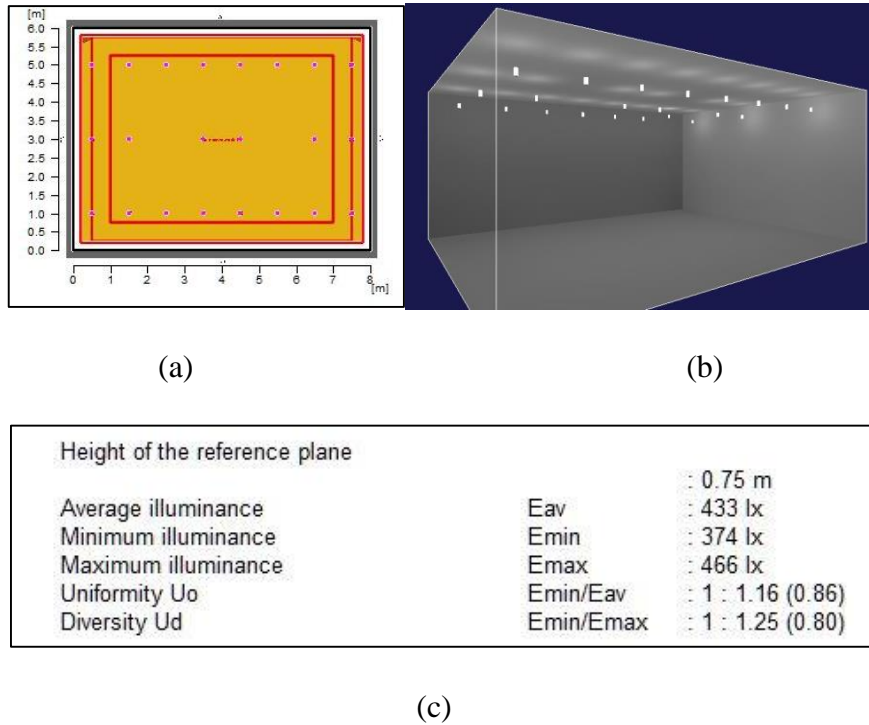 [m]
6.0
5.5
5.0
4.5
4.0
3.5
3.0
2.5
2.0
1.5
1.0
0.5
0.0
0 1 2 3 4 5 6 7 8
[m]
(a) (b)
Height of the reference plane
: 0.75 m
Average illuminance Eav : 433 lx
Minimum illuminance Emin : 374 lx
Maximum illuminance Emax : 466 lx
Uniformity Uo Emin/Eav : 1 : 1.16 (0.86)
Diversity Ud Emin/Emax : 1 : 1.25 (0.80)
(c)